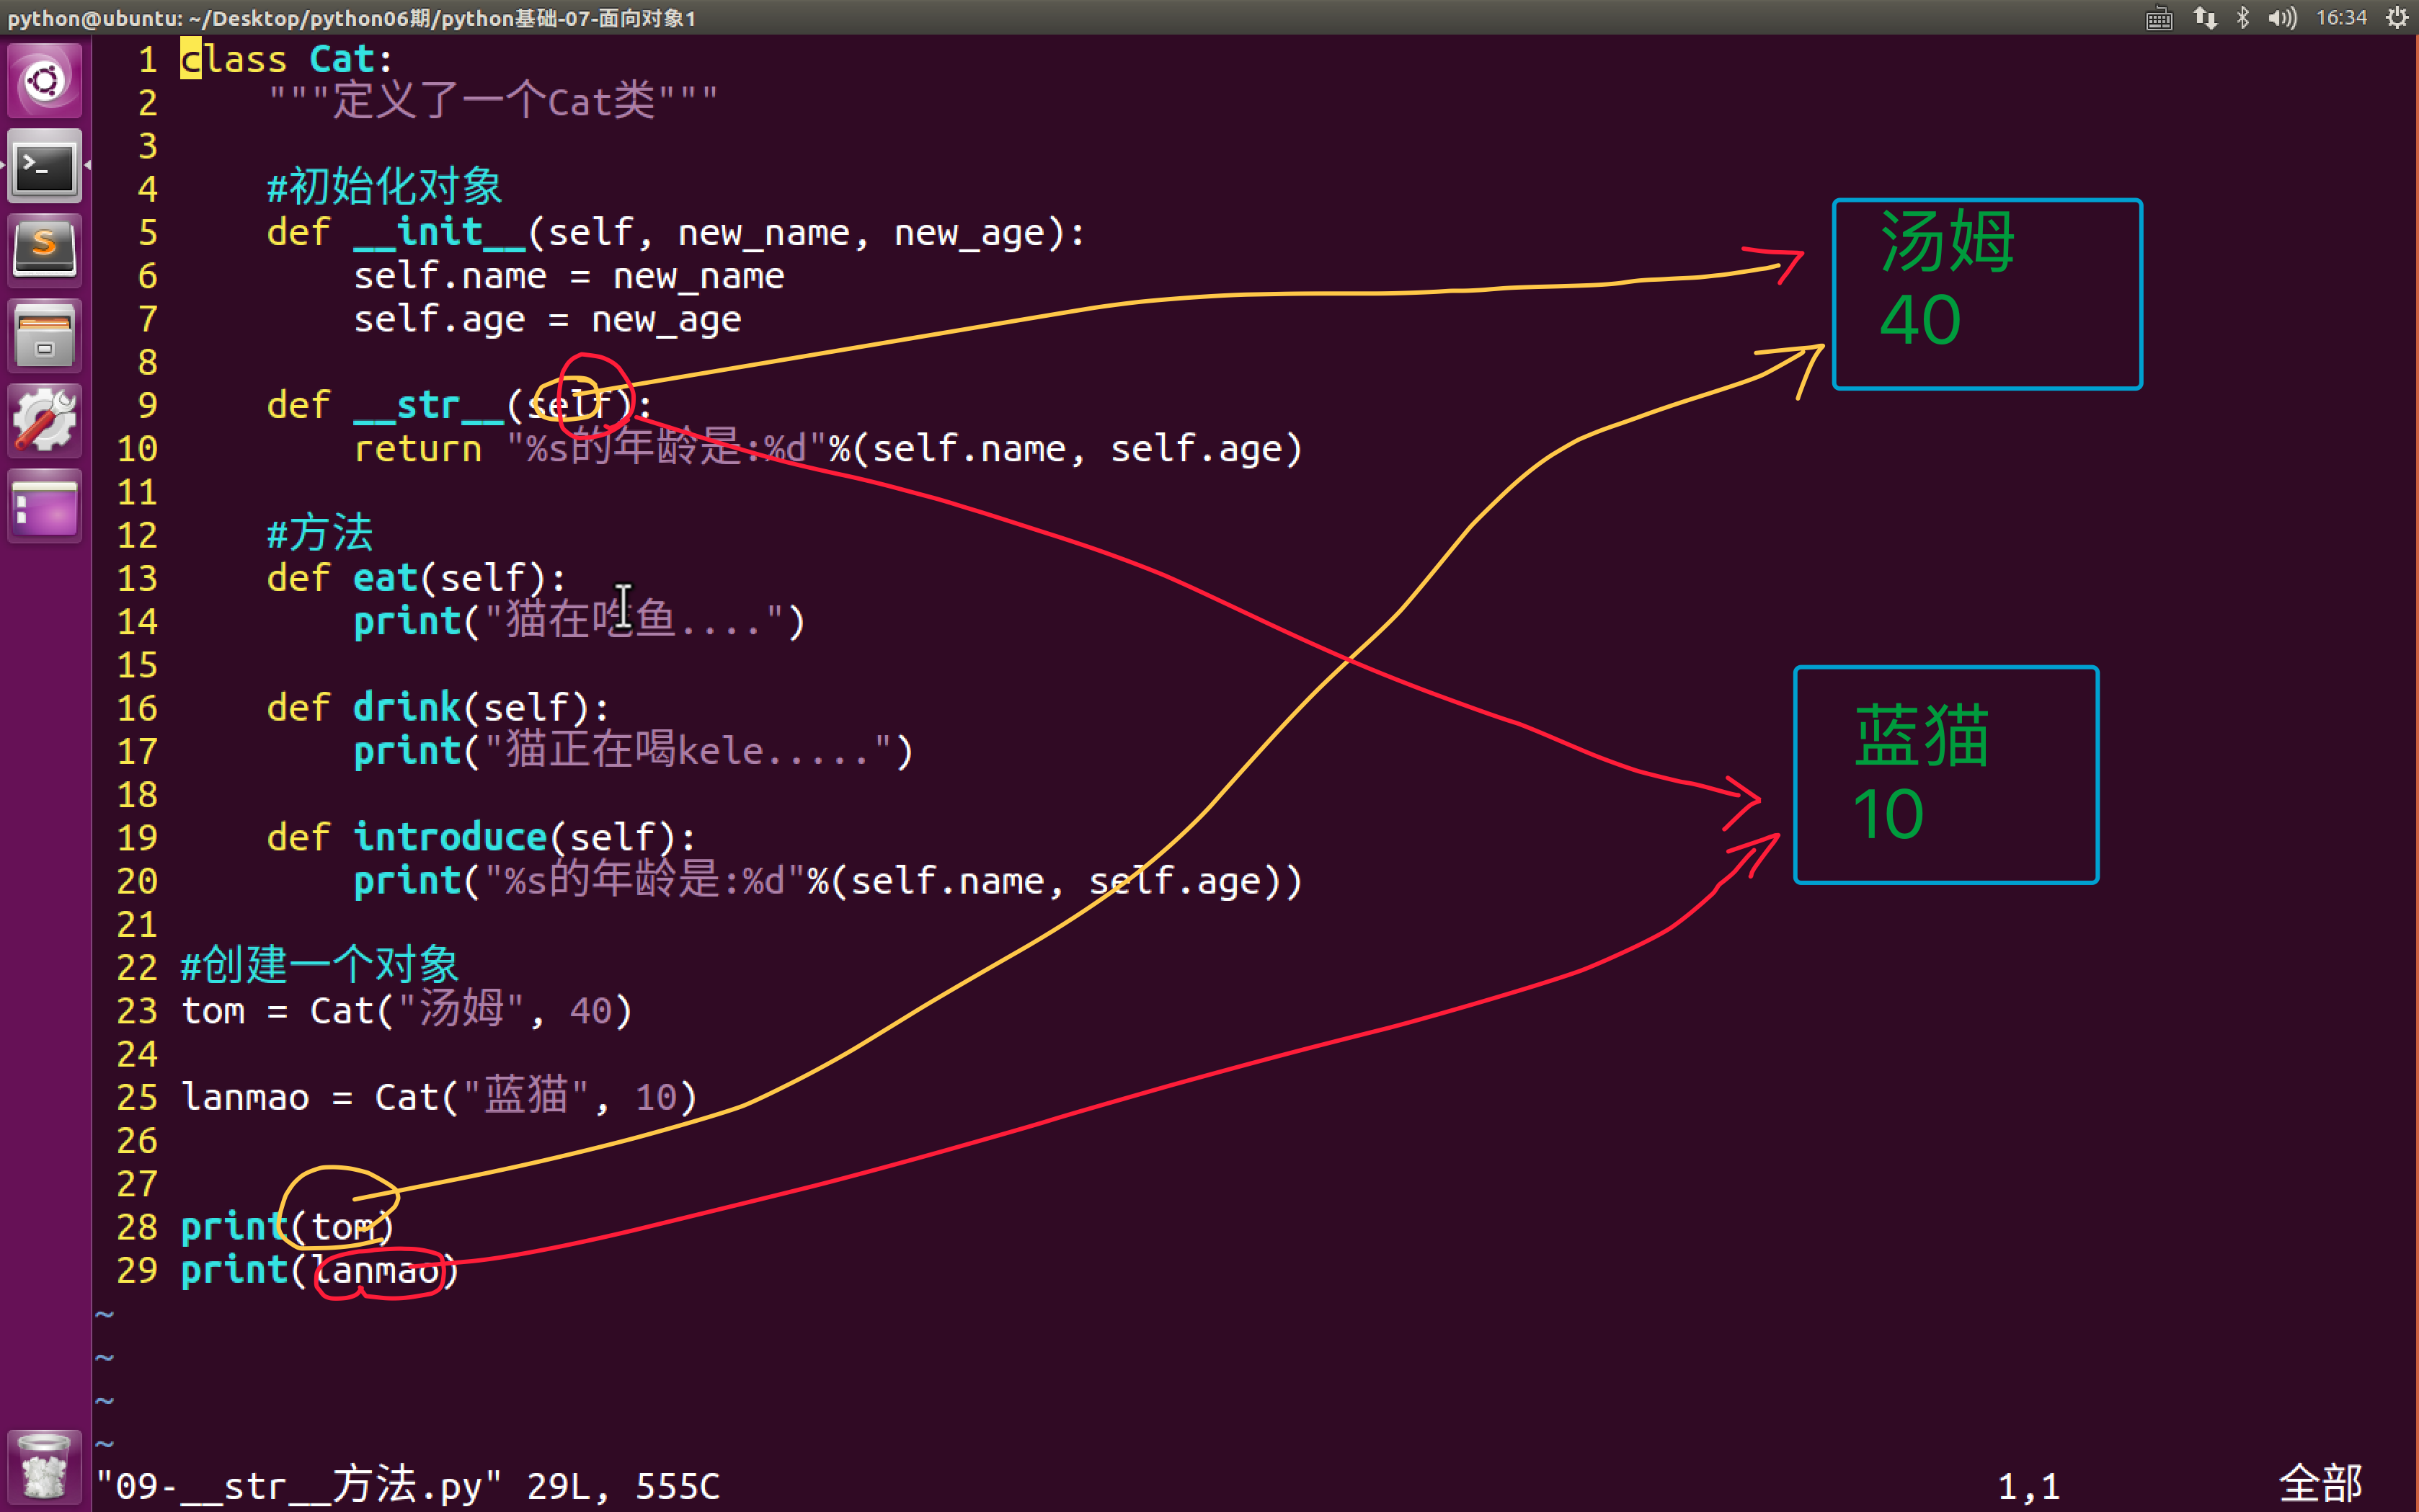 python@ubuntu: ~/Desktop/python06期/python基础-07-面向对象1
16:34
1 class Cat:
2     """定义了一个Cat类"""
3
4     #初始化对象
5     def __init__(self, new_name, new_age):
6         self.name = new_name
7         self.age = new_age
8
9     def __str__(self):
10         return "%s的年龄是:%d"%(self.name, self.age)
11
12     #方法
13     def eat(self):
14         print("猫在吃鱼....")
15
16     def drink(self):
17         print("猫正在喝kele.....")
18
19     def introduce(self):
20         print("%s的年龄是:%d"%(self.name, self.age))
21
22 #创建一个对象
23 tom = Cat("汤姆", 40)
24
25 lanmao = Cat("蓝猫", 10)
26
27
28 print(tom)
29 print(lanmao)
~
~
~
~
"09-__str__方法.py" 29L, 555C
1,1
全部
汤姆
40
蓝猫
10